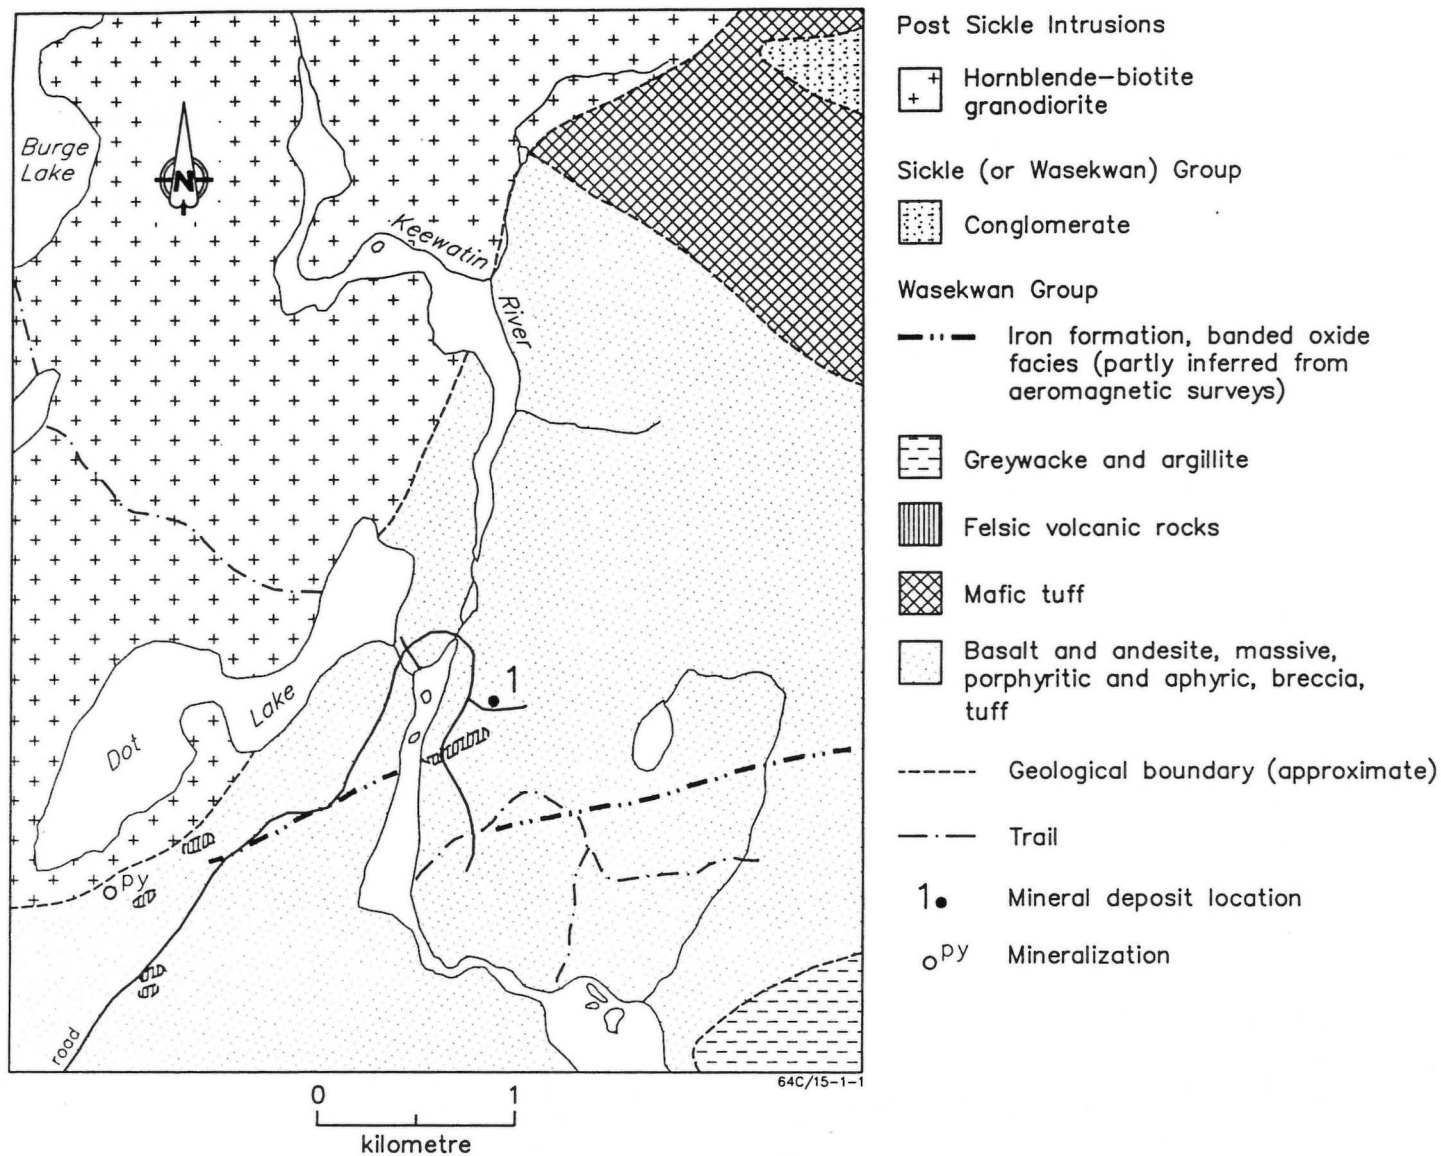 Burge
Lake
N
Keewatin
River
1
Dot
Lake
py
road
64C/15-1-1
0 1
kilometre
Post Sickle Intrusions
Hornblende-biotite
granodiorite
Sickle (or Wasekwan) Group
Conglomerate
Wasekwan Group
Iron formation, banded oxide
facies (partly inferred from
aeromagnetic surveys)
Greywacke and argillite
Felsic volcanic rocks
Mafic tuff
Basalt and andesite, massive,
porphyritic and aphyric, breccia,
tuff
Geological boundary (approximate)
Trail
1 Mineral deposit location
py Mineralization